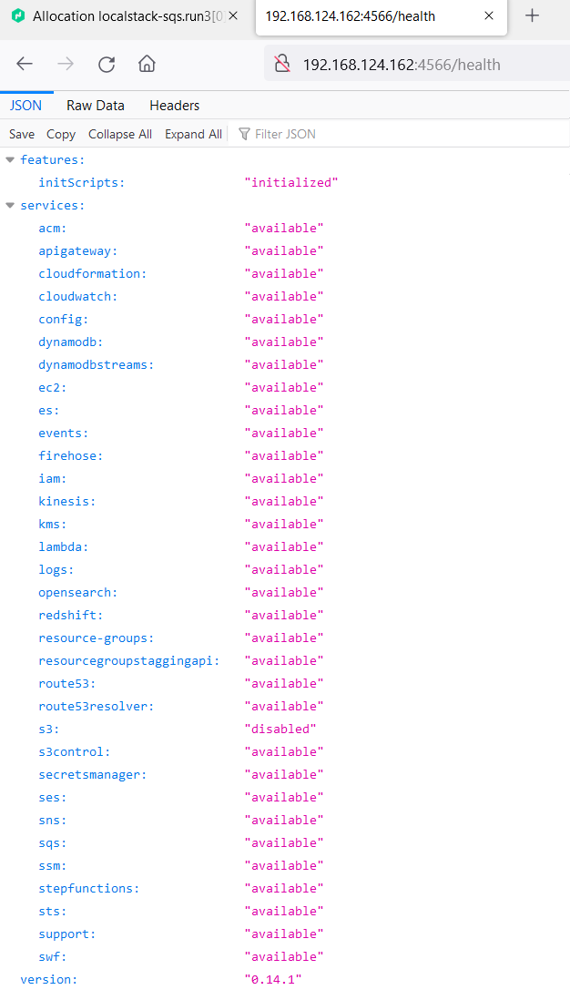 Allocation localstack-sqs.run3[0]
192.168.124.162:4566/health
192.168.124.162:4566/health
JSON Raw Data Headers
Save Copy Collapse All Expand All Filter JSON
features:
initScripts: "initialized"
services:
acm: "available"
apigateway: "available"
cloudformation: "available"
cloudwatch: "available"
config: "available"
dynamodb: "available"
dynamodbstreams: "available"
ec2: "available"
es: "available"
events: "available"
firehose: "available"
iam: "available"
kinesis: "available"
kms: "available"
lambda: "available"
logs: "available"
opensearch: "available"
redshift: "available"
resource-groups: "available"
resourcegroupstaggingapi: "available"
route53: "available"
route53resolver: "available"
s3: "disabled"
s3control: "available"
secretsmanager: "available"
ses: "available"
sns: "available"
sqs: "available"
ssm: "available"
stepfunctions: "available"
sts: "available"
support: "available"
swf: "available"
version: "0.14.1"